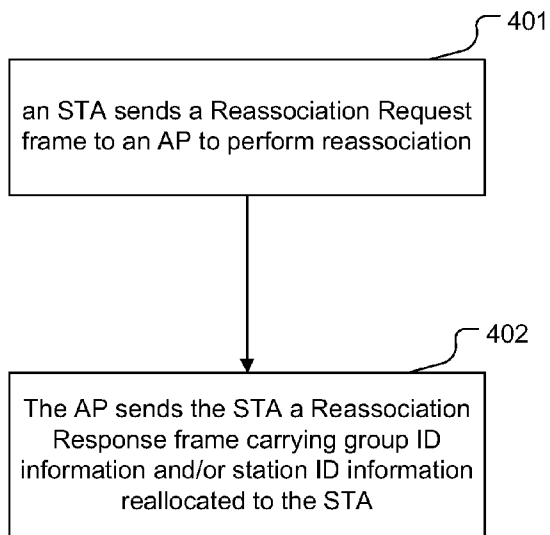 401
an STA sends a Reassociation Request
frame to an AP to perform reassociation
402
The AP sends the STA a Reassociation
Response frame carrying group ID
information and/or station ID information
reallocated to the STA